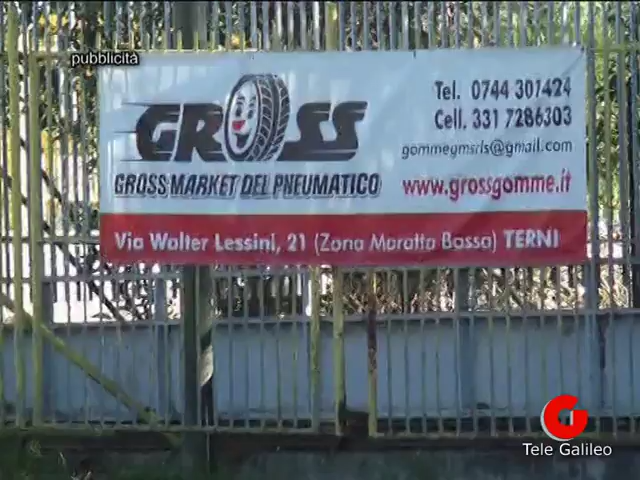 pubblicità
GROSS
GROSS MARKET DEL PNEUMATICO
Tel. 0744 301424
Cell. 331 7286303
gommegmsrls@gmail.com
www.grossgomme.it
Via Walter Lessini, 21 (Zona Maratta Bassa) TERNI
Tele Galileo